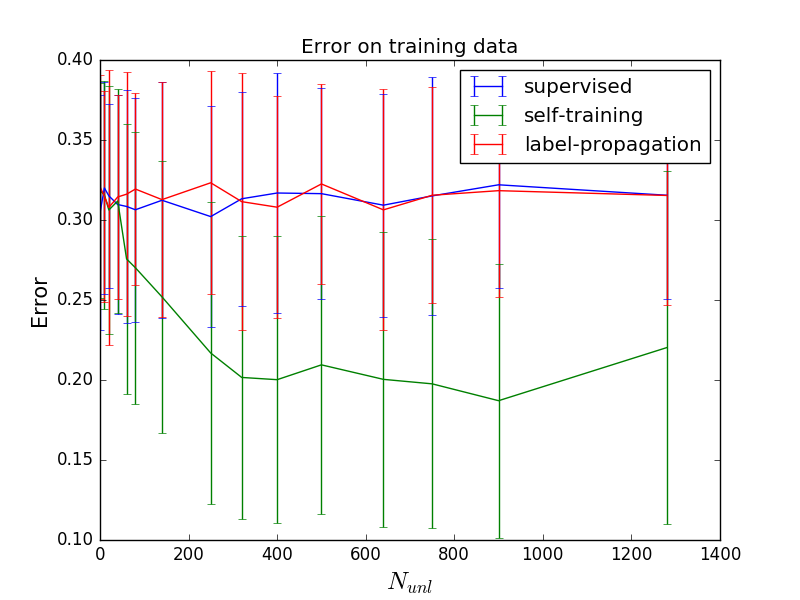 Error on training data
0.40
0.35
0.30
0.25
0.20
0.15
0.10
Error
supervised
self-training
label-propagation
0 200 400 600 800 1000 1200 1400
N_unl